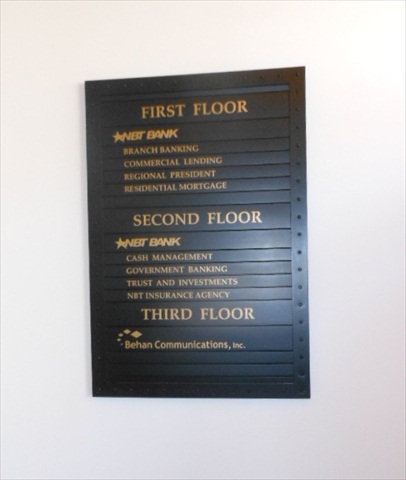 FIRST FLOOR
NBT BANK
BRANCH BANKING
COMMERCIAL LENDING
REGIONAL PRESIDENT
RESIDENTIAL MORTGAGE
SECOND FLOOR
NBT BANK
CASH MANAGEMENT
GOVERNMENT BANKING
TRUST AND INVESTMENTS
NBT INSURANCE AGENCY
THIRD FLOOR
Behan Communications, Inc.